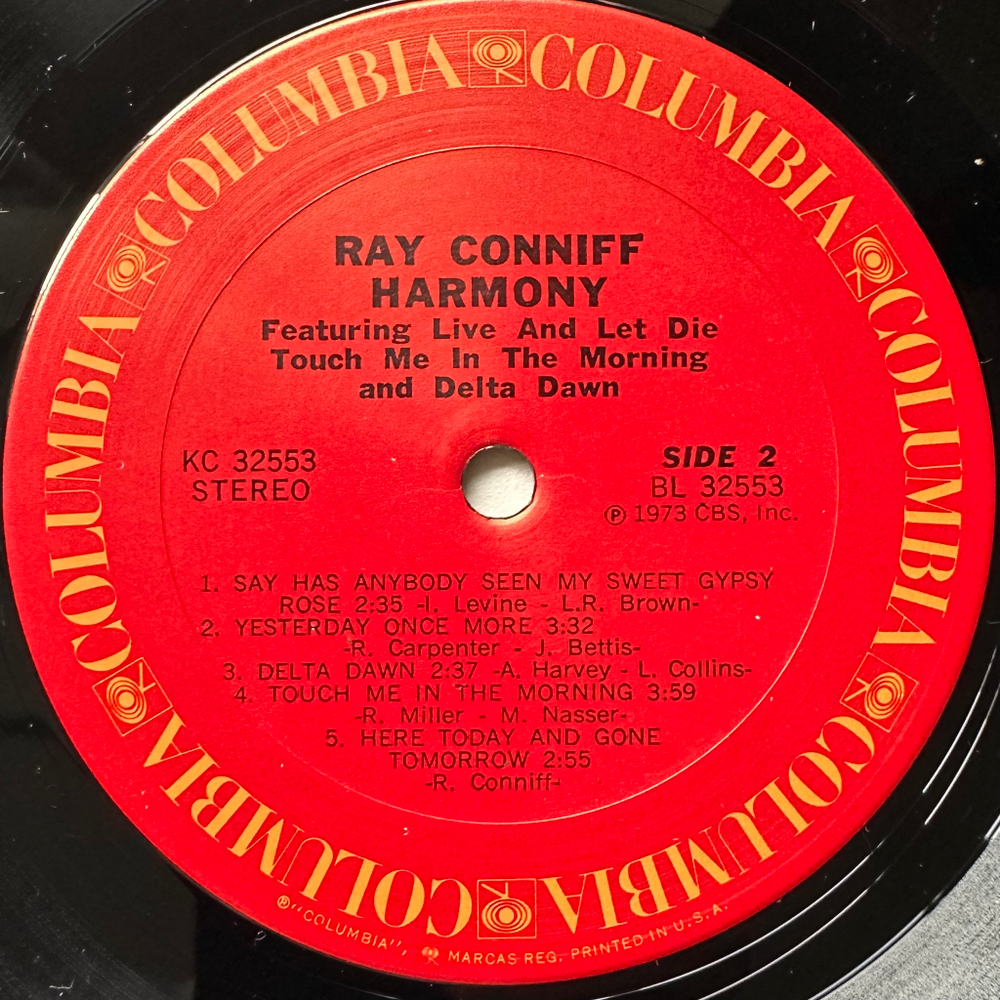 COLUMBIA COLUMBIA COLUMBIA COLUMBIA COLUMBIA COLUMBIA
RAY CONNIFF
HARMONY
Featuring Live And Let Die
Touch Me In The Morning
and Delta Dawn
KC 32553
STEREO
SIDE 2
BL 32553
Ⓟ 1973 CBS, Inc.
1. SAY HAS ANYBODY SEEN MY SWEET GYPSY
ROSE 2:35 -I. Levine - L.R. Brown-
2. YESTERDAY ONCE MORE 3:32
-R. Carpenter - J. Bettis-
3. DELTA DAWN 2:37 -A. Harvey - L. Collins-
4. TOUCH ME IN THE MORNING 3:59
-R. Miller - M. Nasser-
5. HERE TODAY AND GONE
TOMORROW 2:55
-R. Conniff-
®"COLUMBIA", MARCAS REG. PRINTED IN U.S.A.